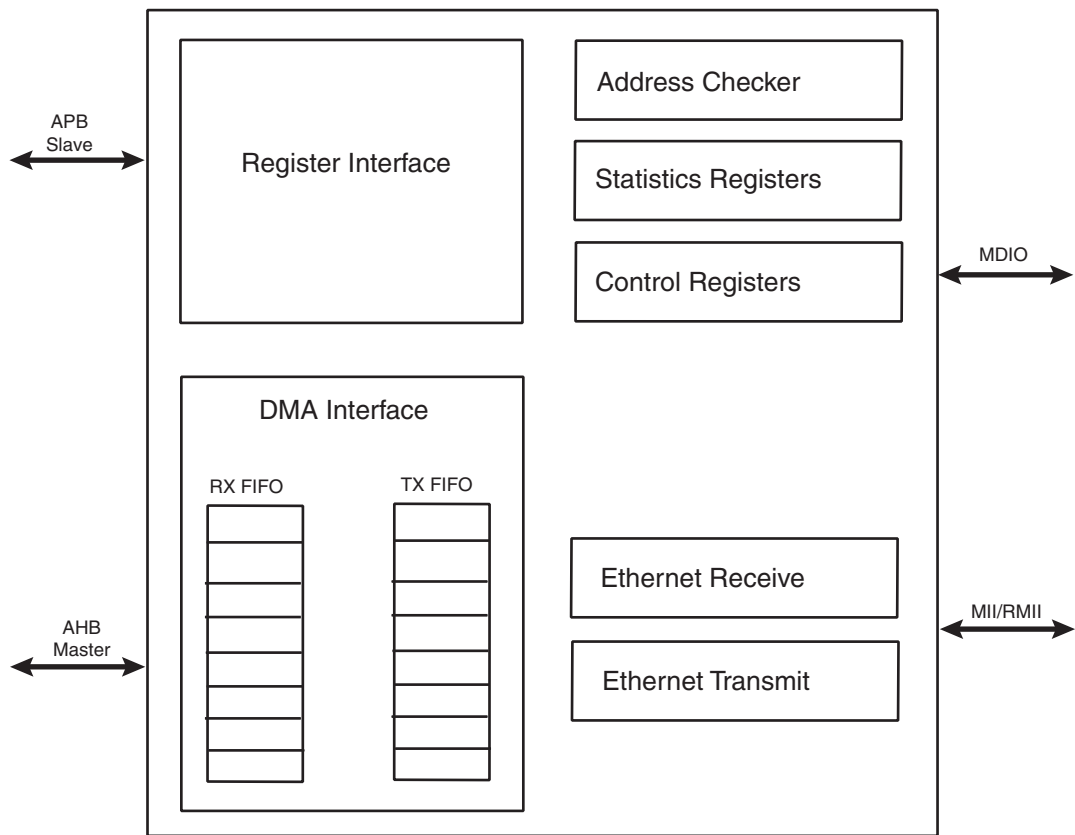 APB
Slave
Register Interface
Address Checker
Statistics Registers
Control Registers
MDIO
DMA Interface
RX FIFO
TX FIFO
AHB
Master
Ethernet Receive
Ethernet Transmit
MII/RMII